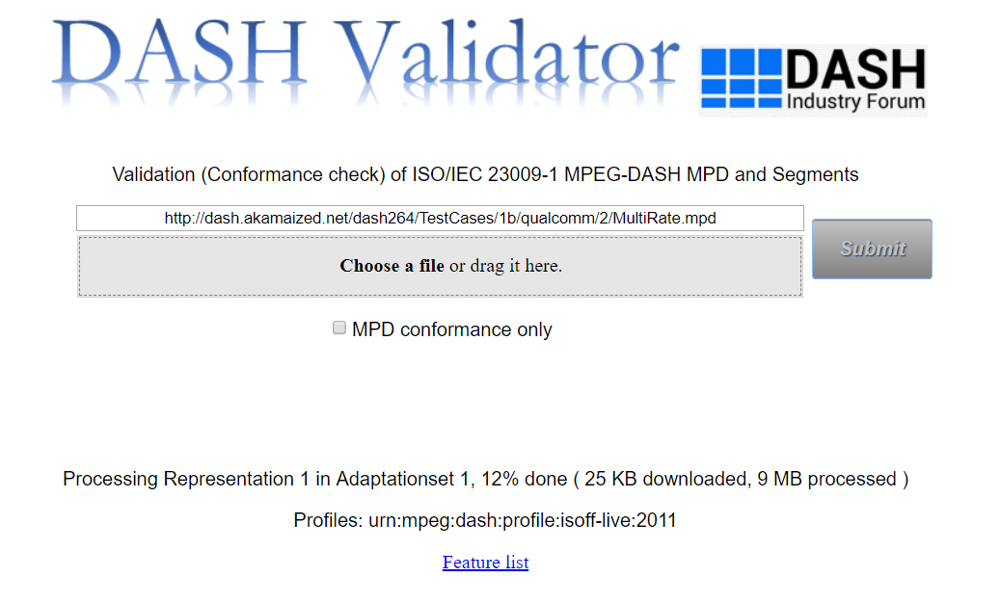 DASH Validator
DASH
Industry Forum
Validation (Conformance check) of ISO/IEC 23009-1 MPEG-DASH MPD and Segments
http://dash.akamaized.net/dash264/TestCases/1b/qualcomm/2/MultiRate.mpd
Submit
Choose a file or drag it here.
MPD conformance only
Processing Representation 1 in Adaptationset 1, 12% done ( 25 KB downloaded, 9 MB processed )
Profiles: urn:mpeg:dash:profile:isoff-live:2011
Feature list